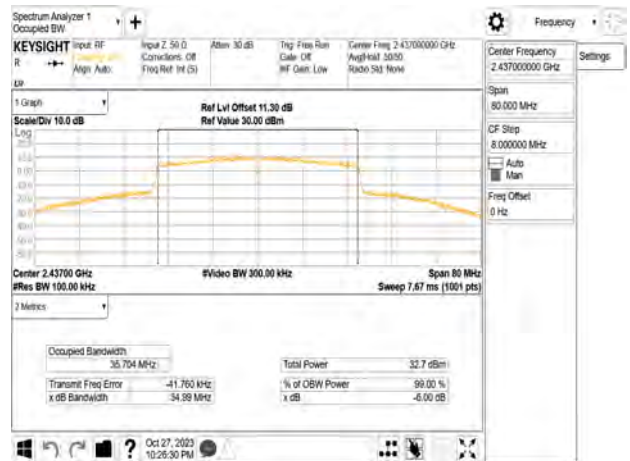 Spectrum Analyzer 1
Occupied BW
Frequency
KEYSIGHT
R
Input: RF
Align: Auto
Input Z: 50 Ω
Corrections: Off
Freq Ref: Int (S)
Atten: 30 dB
Trig: Free Run
Gate: Off
#IF Gain: Low
Center Freq: 2.437000000 GHz
Avg|Hold: 50/50
Radio Std: None
Settings
Center Frequency
2.437000000 GHz
Span
80.000 MHz
CF Step
8.000000 MHz
Auto
Man
Freq Offset
0 Hz
1 Graph
Scale/Div 10.0 dB
Ref Lvl Offset 11.30 dB
Ref Value 30.00 dBm
Log
Center 2.43700 GHz
#Res BW 100.00 kHz
#Video BW 300.00 kHz
Span 80 MHz
Sweep 7.67 ms (1001 pts)
2 Metrics
Occupied Bandwidth
35.704 MHz
Total Power
32.7 dBm
Transmit Freq Error
-41.760 kHz
% of OBW Power
99.00 %
x dB Bandwidth
34.99 MHz
x dB
-6.00 dB
Oct 27, 2023
10:26:30 PM